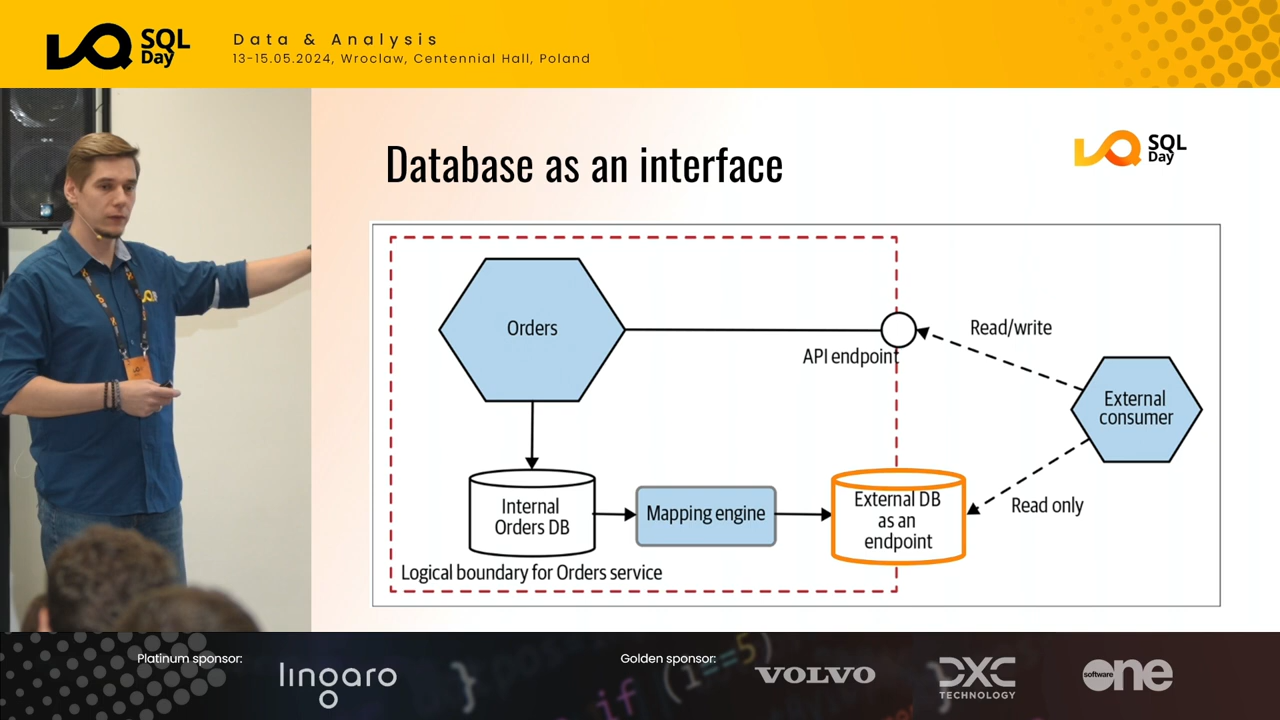 SQL
Day
Data & Analysis
13-15.05.2024, Wroclaw, Centennial Hall, Poland
Database as an interface
SQL
Day
Orders
API endpoint
Read/write
External
consumer
Read only
Internal
Orders DB
Mapping engine
External DB
as an
endpoint
Logical boundary for Orders service
Platinum sponsor:
lingaro
Golden sponsor:
VOLVO
DXC
TECHNOLOGY
software
one